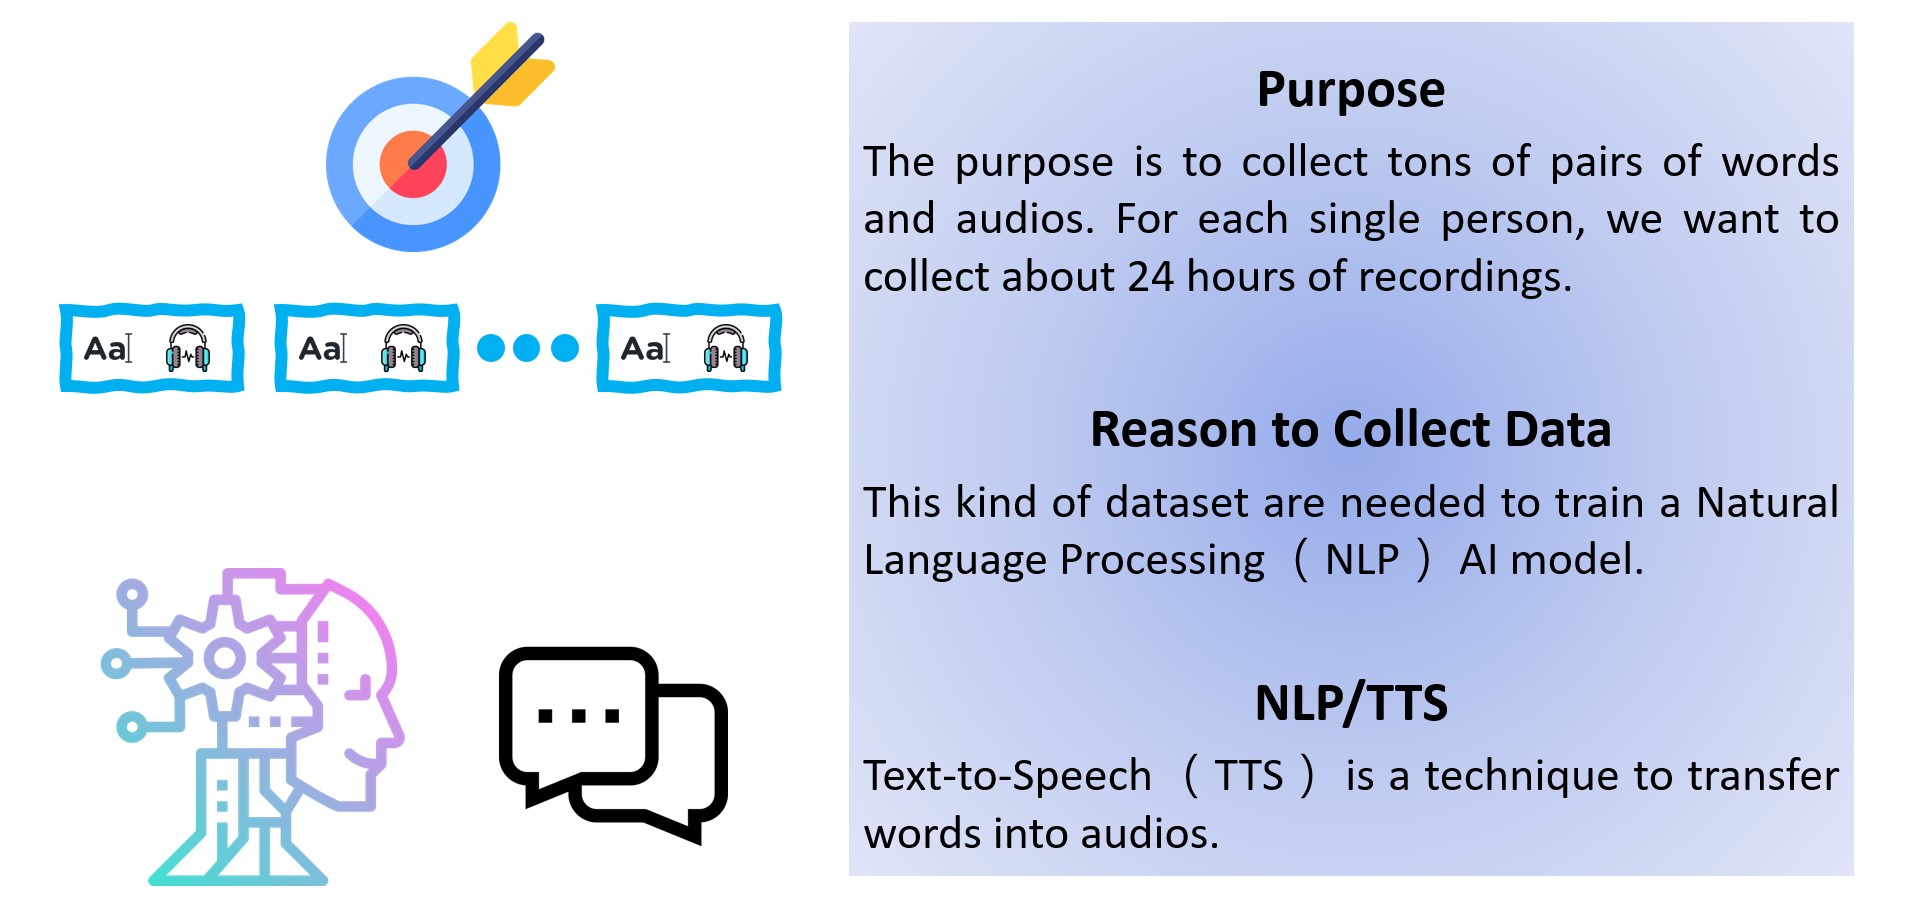 Aa
Aa
Aa
Purpose
The purpose is to collect tons of pairs of words
and audios. For each single person, we want to
collect about 24 hours of recordings.
Reason to Collect Data
This kind of dataset are needed to train a Natural
Language Processing（NLP）AI model.
NLP/TTS
Text-to-Speech（TTS）is a technique to transfer
words into audios.